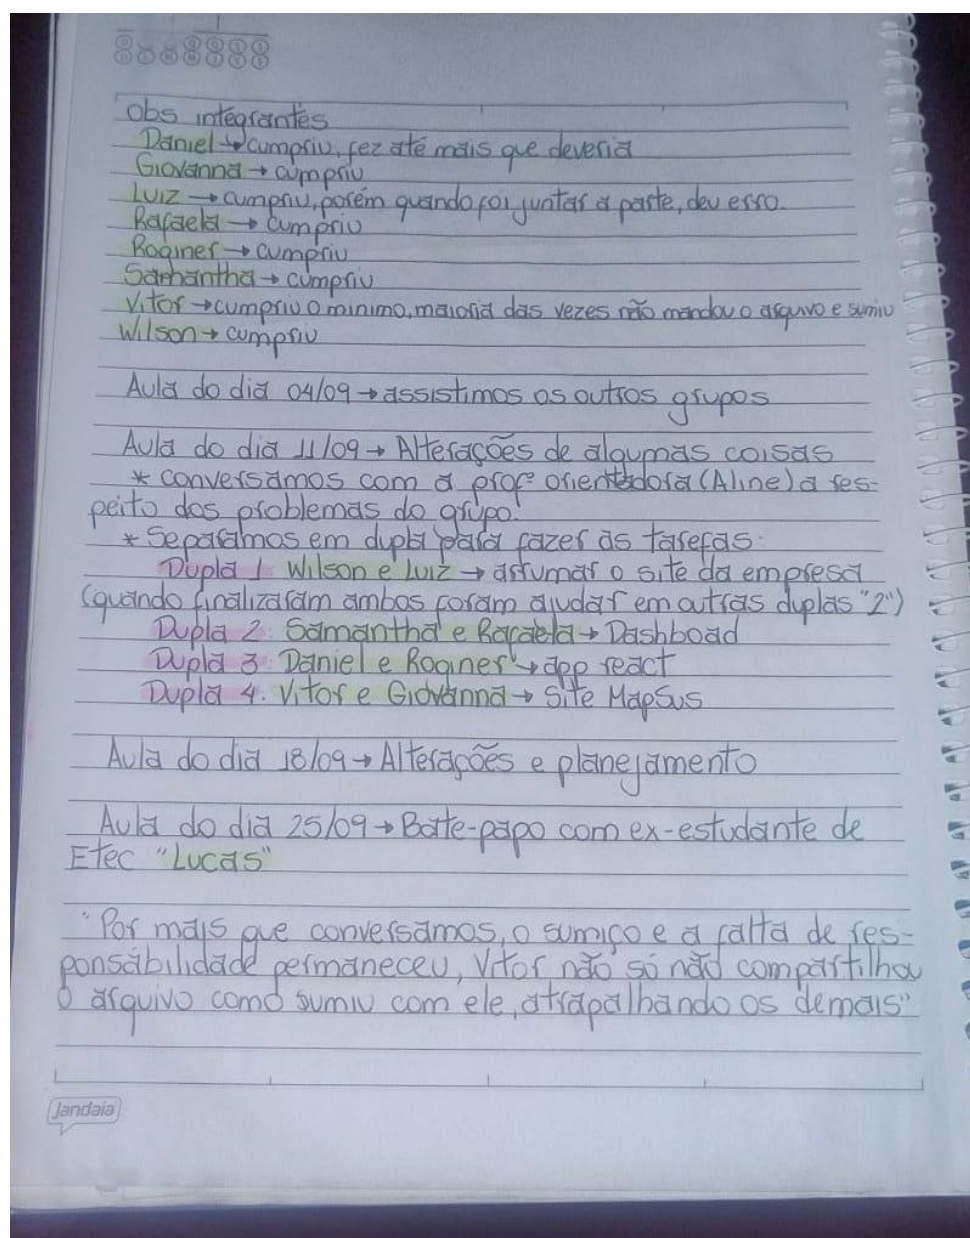 obs integrantes
Daniel → cumpriu, fez até mais que deveria
Giovanna → cumpriu
Luiz → cumpriu, porém quando foi juntar a parte, deu erro.
Rafaela → cumpriu
Roginer → cumpriu
Samantha → cumpriu
Vitor → cumpriu o minimo, maioria das vezes não mandou o arquivo e sumiu
Wilson → cumpriu
Aula do dia 04/09 → assistimos os outros grupos
Aula do dia 11/09 → Alterações de algumas coisas
* conversamos com a profª orientadora (Aline) a res-
peito dos problemas do grupo.
* Separamos em dupla para fazer as tarefas:
Dupla 1 Wilson e Luiz → arrumar o site da empresa
(quando finalizaram ambos foram ajudar em outras duplas "2")
Dupla 2: Samantha e Rafaela → Dashboad
Dupla 3: Daniel e Roginer → app react
Dupla 4: Vitor e Giovanna → Site MapSus
Aula do dia 18/09 → Alterações e planejamento
Aula do dia 25/09 → Bate-papo com ex-estudante de
Etec "Lucas"
"Por mais que conversamos, o sumiço e a falta de res-
ponsabilidade permaneceu, Vitor não só não compartilhou
o arquivo como sumiu com ele, atrapalhando os demais"
Jandaia